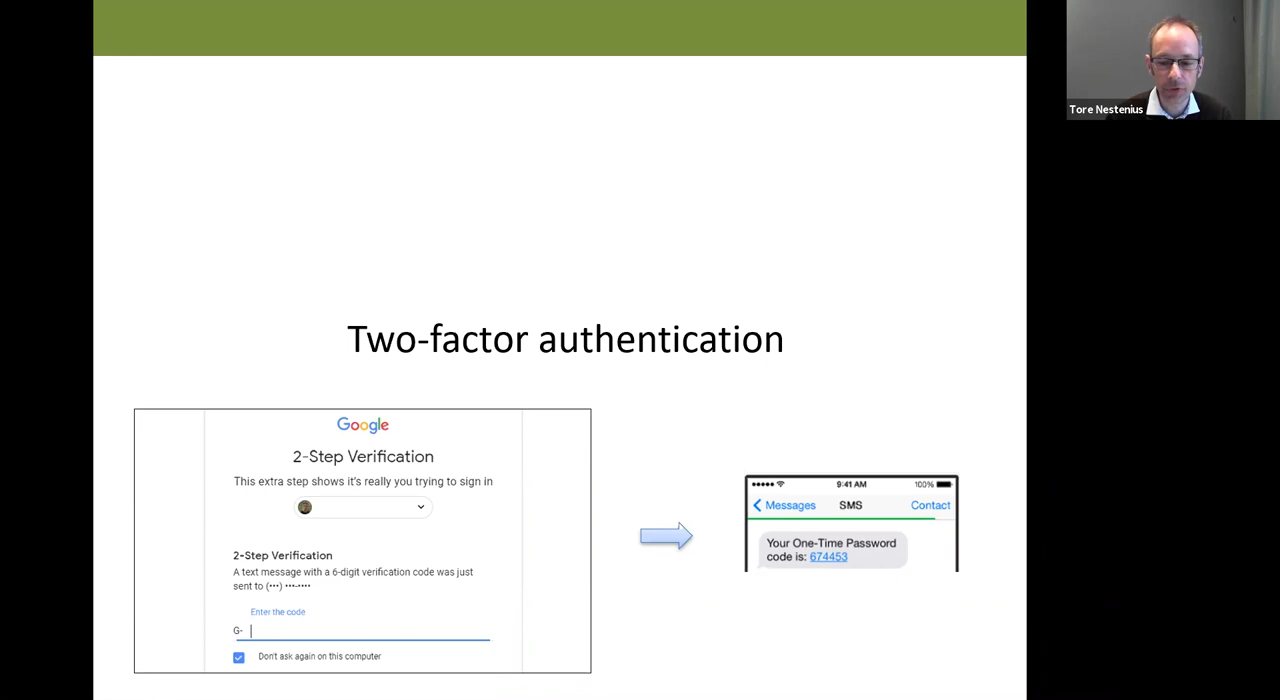 Tore Nestenius
Two-factor authentication
Google
2-Step Verification
This extra step shows it's really you trying to sign in
2-Step Verification
A text message with a 6-digit verification code was just
sent to (•••) •••-••••
Enter the code
G-
Don't ask again on this computer
9:41 AM
100%
Messages
SMS
Contact
Your One-Time Password
code is: 674453